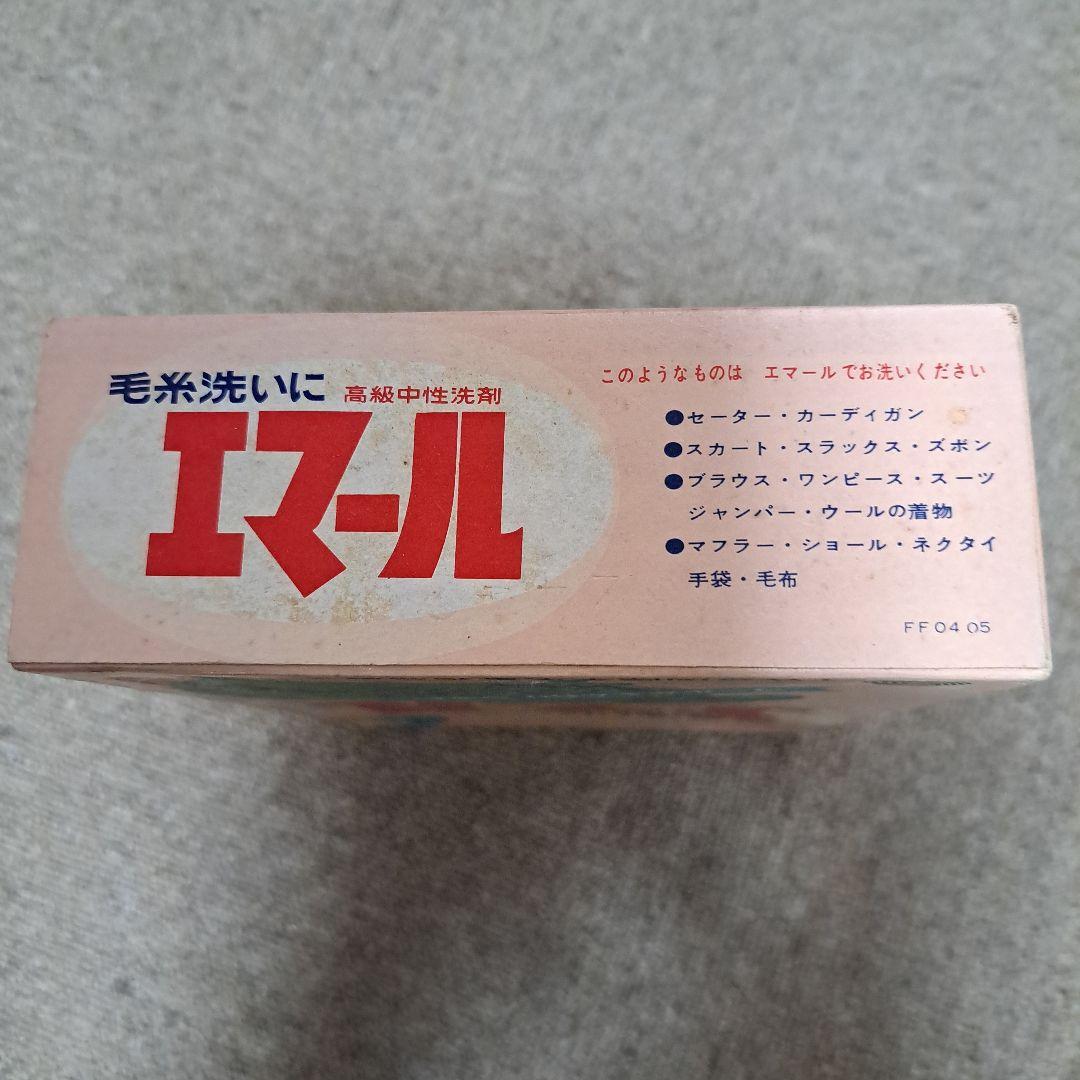 毛糸洗いに 高級中性洗剤
エマール
このようなものは エマールでお洗いください
●セーター・カーディガン
●スカート・スラックス・ズボン
●ブラウス・ワンピース・スーツ
ジャンパー・ウールの着物
●マフラー・ショール・ネクタイ
手袋・毛布
FF04 05